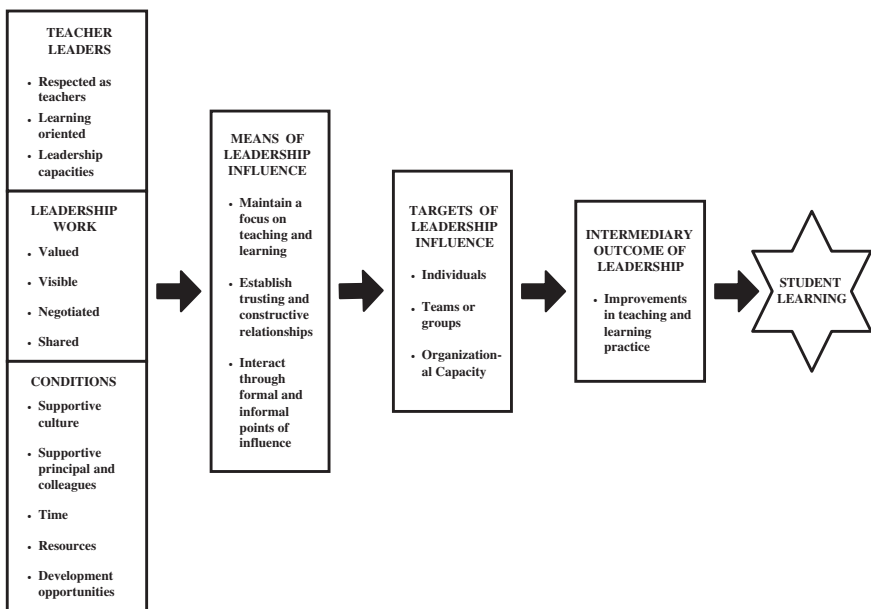 TEACHER
LEADERS
• Respected as
teachers
• Learning
oriented
• Leadership
capacities
LEADERSHIP
WORK
• Valued
• Visible
• Negotiated
• Shared
CONDITIONS
• Supportive
culture
• Supportive
principal and
colleagues
• Time
• Resources
• Development
opportunities
MEANS OF
LEADERSHIP
INFLUENCE
• Maintain a
focus on
teaching and
learning
• Establish
trusting and
constructive
relationships
• Interact
through
formal and
informal
points of
influence
TARGETS OF
LEADERSHIP
INFLUENCE
• Individuals
• Teams or
groups
• Organization-
al Capacity
INTERMEDIARY
OUTCOME OF
LEADERSHIP
• Improvements
in teaching and
learning
practice
STUDENT
LEARNING